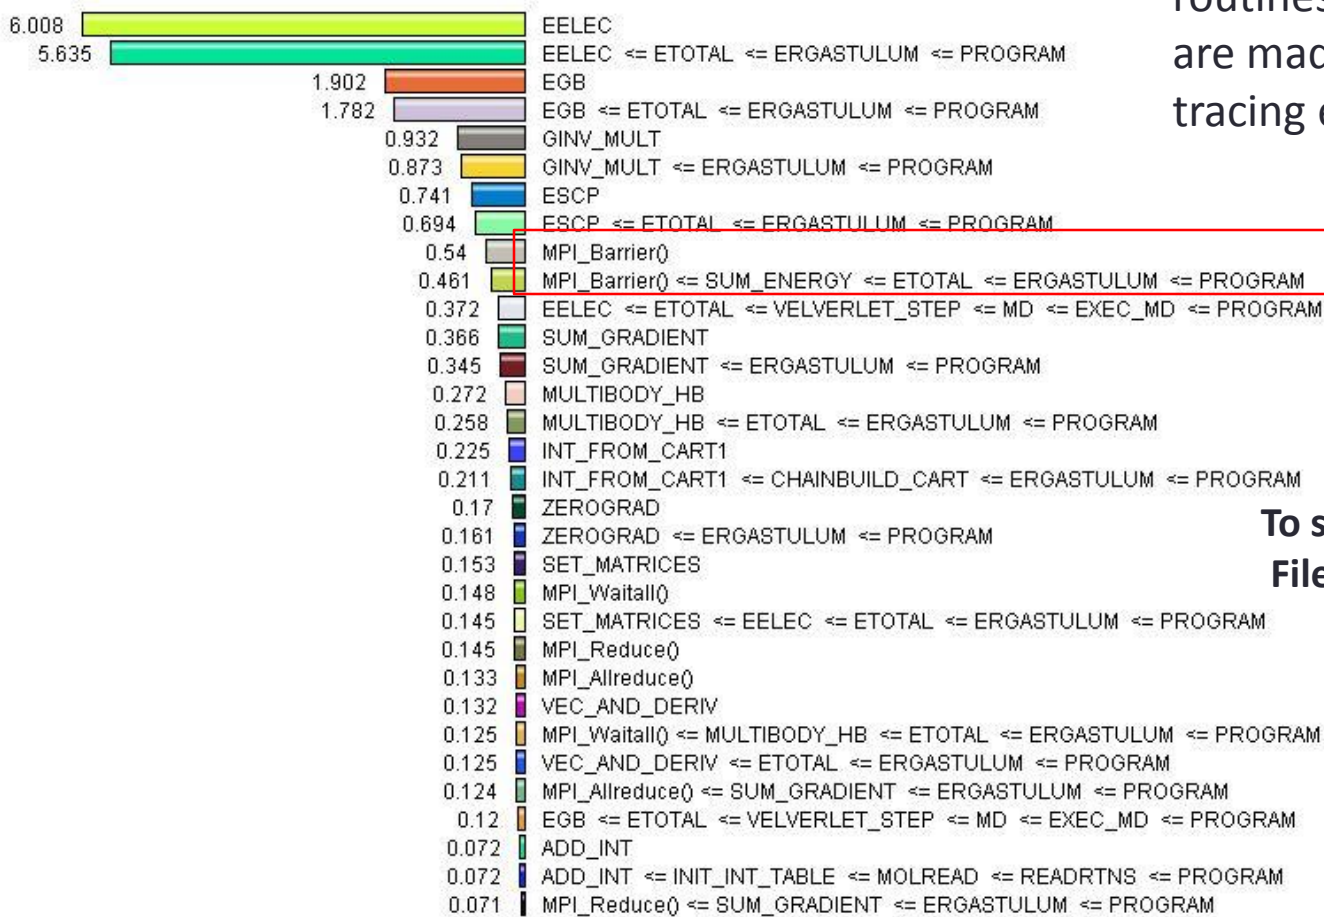 routines
are mad
tracing e
6.008 EELEC
5.635 EELEC <= ETOTAL <= ERGASTULUM <= PROGRAM
1.902 EGB
1.782 EGB <= ETOTAL <= ERGASTULUM <= PROGRAM
0.932 GINV_MULT
0.873 GINV_MULT <= ERGASTULUM <= PROGRAM
0.741 ESCP
0.694 ESCP <= ETOTAL <= ERGASTULUM <= PROGRAM
0.54 MPI_Barrier()
0.461 MPI_Barrier() <= SUM_ENERGY <= ETOTAL <= ERGASTULUM <= PROGRAM
0.372 EELEC <= ETOTAL <= VELVERLET_STEP <= MD <= EXEC_MD <= PROGRAM
0.366 SUM_GRADIENT
0.345 SUM_GRADIENT <= ERGASTULUM <= PROGRAM
0.272 MULTIBODY_HB
0.258 MULTIBODY_HB <= ETOTAL <= ERGASTULUM <= PROGRAM
0.225 INT_FROM_CART1
0.211 INT_FROM_CART1 <= CHAINBUILD_CART <= ERGASTULUM <= PROGRAM
0.17 ZEROGRAD
0.161 ZEROGRAD <= ERGASTULUM <= PROGRAM
0.153 SET_MATRICES
0.148 MPI_Waitall()
0.145 SET_MATRICES <= EELEC <= ETOTAL <= ERGASTULUM <= PROGRAM
0.145 MPI_Reduce()
0.133 MPI_Allreduce()
0.132 VEC_AND_DERIV
0.125 MPI_Waitall() <= MULTIBODY_HB <= ETOTAL <= ERGASTULUM <= PROGRAM
0.125 VEC_AND_DERIV <= ETOTAL <= ERGASTULUM <= PROGRAM
0.124 MPI_Allreduce() <= SUM_GRADIENT <= ERGASTULUM <= PROGRAM
0.12 EGB <= ETOTAL <= VELVERLET_STEP <= MD <= EXEC_MD <= PROGRAM
0.072 ADD_INT
0.072 ADD_INT <= INIT_INT_TABLE <= MOLREAD <= READRTNS <= PROGRAM
0.071 MPI_Reduce() <= SUM_GRADIENT <= ERGASTULUM <= PROGRAM
To s
File